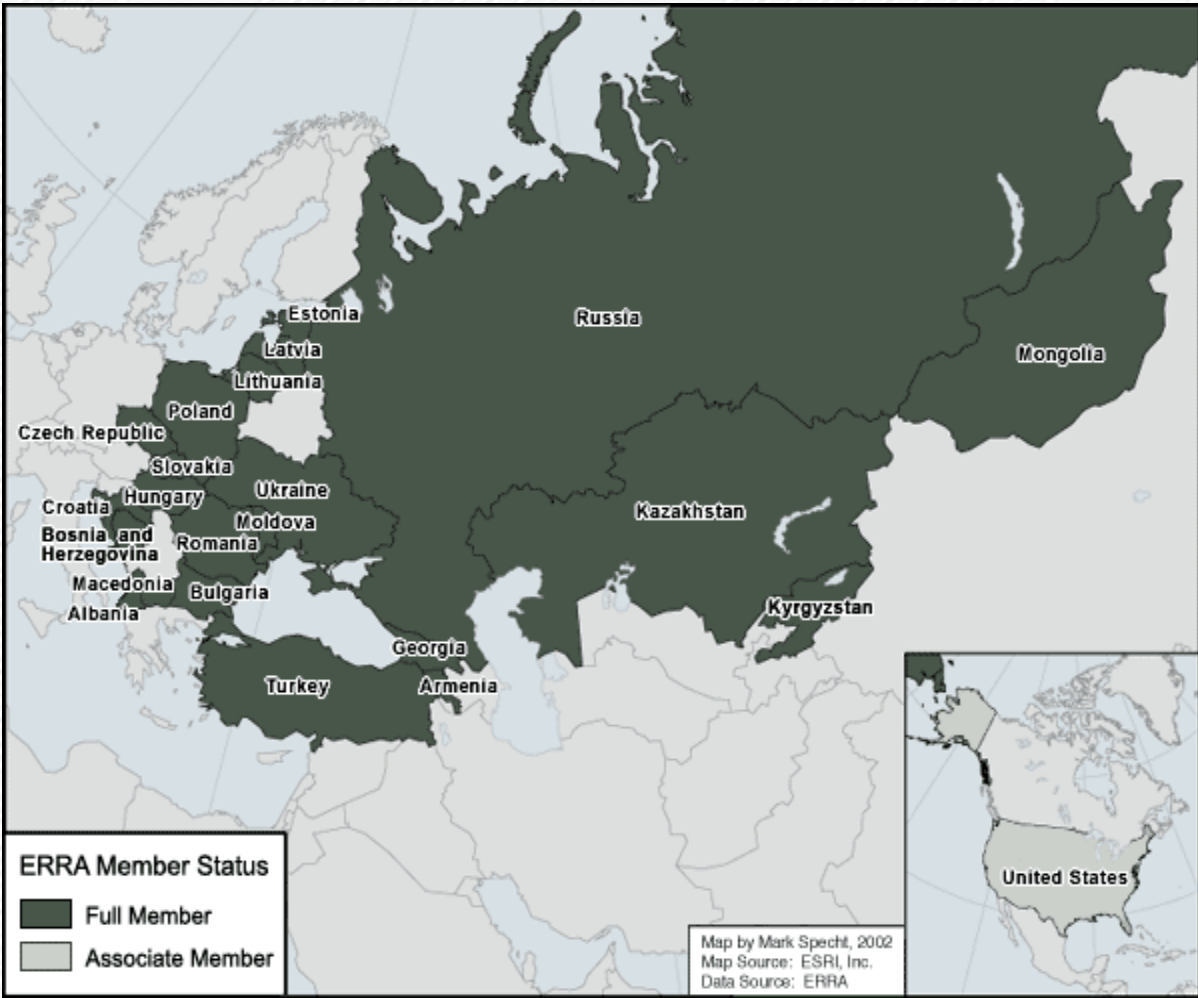 Estonia
Russia
Latvia
Mongolia
Lithuania
Poland
Czech Republic
Slovakia
Ukraine
Hungary
Croatia
Kazakhstan
Moldova
Bosnia and
Herzegovina
Romania
Macedonia
Bulgaria
Kyrgyzstan
Albania
Georgia
Turkey
Armenia
United States
ERRA Member Status
Full Member
Associate Member
Map by Mark Specht, 2002
Map Source: ESRI, Inc.
Data Source: ERRA